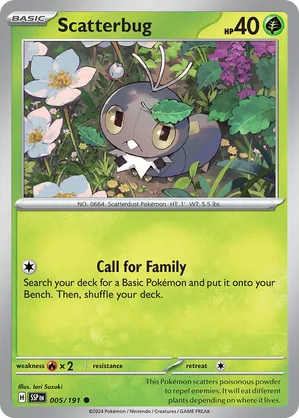 BASIC
Scatterbug
HP40
NO. 0664 Scatterdust Pokémon HT: 1' WT: 5.5 lbs.
Call for Family
Search your deck for a Basic Pokémon and put it onto your
Bench. Then, shuffle your deck.
weakness ×2 resistance retreat
Illus. Iori Suzuki
H SSP EN 005/191
This Pokémon scatters poisonous
powder to repel enemies. It will eat different
plants depending on where it lives.
©2024 Pokémon / Nintendo / Creatures / GAME FREAK